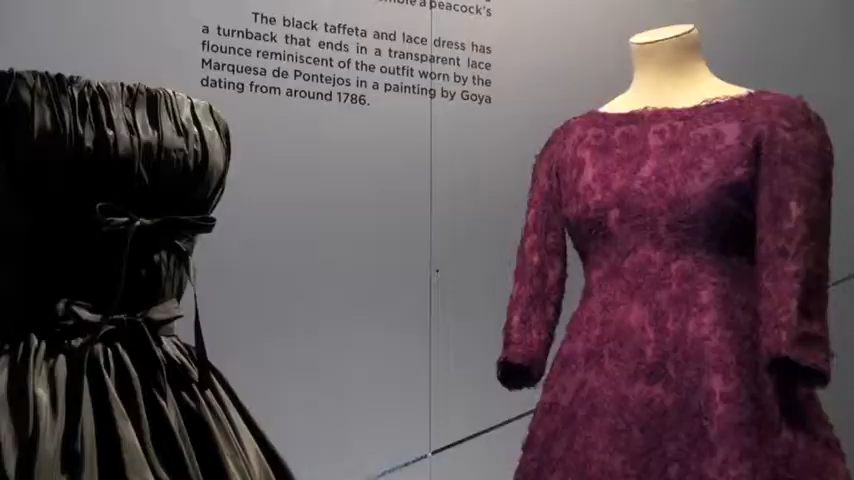 a peacock's
The black taffeta and lace dress has
a turnback that ends in a transparent lace
flounce reminiscent of the outfit worn by the
Marquesa de Pontejos in a painting by Goya
dating from around 1786.